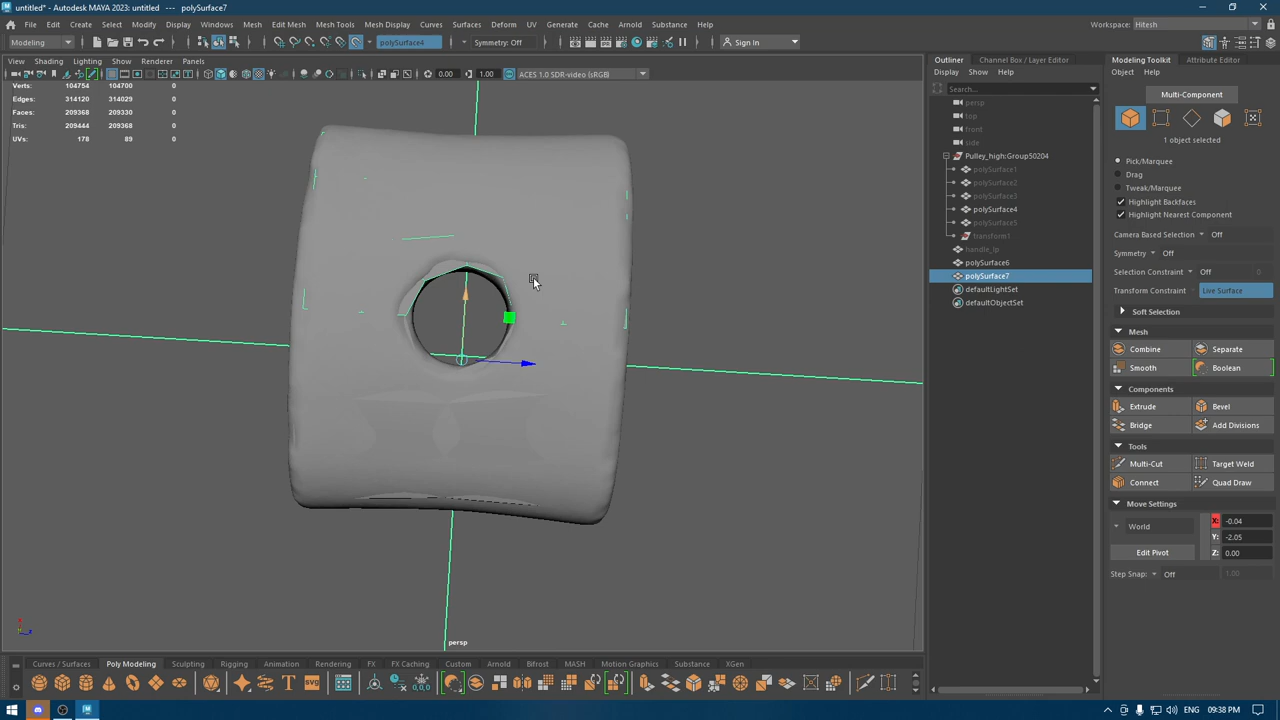 untitled* - Autodesk MAYA 2023: untitled --- polySurface7
File Edit Create Select Modify Display Windows Mesh Edit Mesh Mesh Tools Mesh Display Curves Surfaces Deform UV Generate Cache Arnold Substance Help
Workspace: Hitesh
Modeling polySurface4 Symmetry: Off Sign In
View Shading Lighting Show Renderer Panels
0.00 1.00 ACES 1.0 SDR-video (sRGB)
Verts: 104754 104700 0
Edges: 314120 314029 0
Faces: 209368 209330 0
Tris: 209444 209368 0
UVs: 178 89 0
persp
Outliner Channel Box / Layer Editor
Display Show Help
Search...
persp
top
front
side
Pulley_high:Group50204
polySurface1
polySurface2
polySurface3
polySurface4
polySurface5
transform1
handle_lp
polySurface6
polySurface7
defaultLightSet
defaultObjectSet
Modeling Toolkit Attribute Editor
Object Help
Multi-Component
1 object selected
Pick/Marquee
Drag
Tweak/Marquee
Highlight Backfaces
Highlight Nearest Component
Camera Based Selection Off
Symmetry Off
Selection Constraint Off 0
Transform Constraint Live Surface
Soft Selection
Mesh
Combine Separate
Smooth Boolean
Components
Extrude Bevel
Bridge Add Divisions
Tools
Multi-Cut Target Weld
Connect Quad Draw
Move Settings
World
X: -0.04
Y: -2.05
Z: 0.00
Edit Pivot
Step Snap: Off 1.00
Curves / Surfaces Poly Modeling Sculpting Rigging Animation Rendering FX FX Caching Custom Arnold Bifrost MASH Motion Graphics Substance XGen
SVG
0,0,0
ENG 09:38 PM